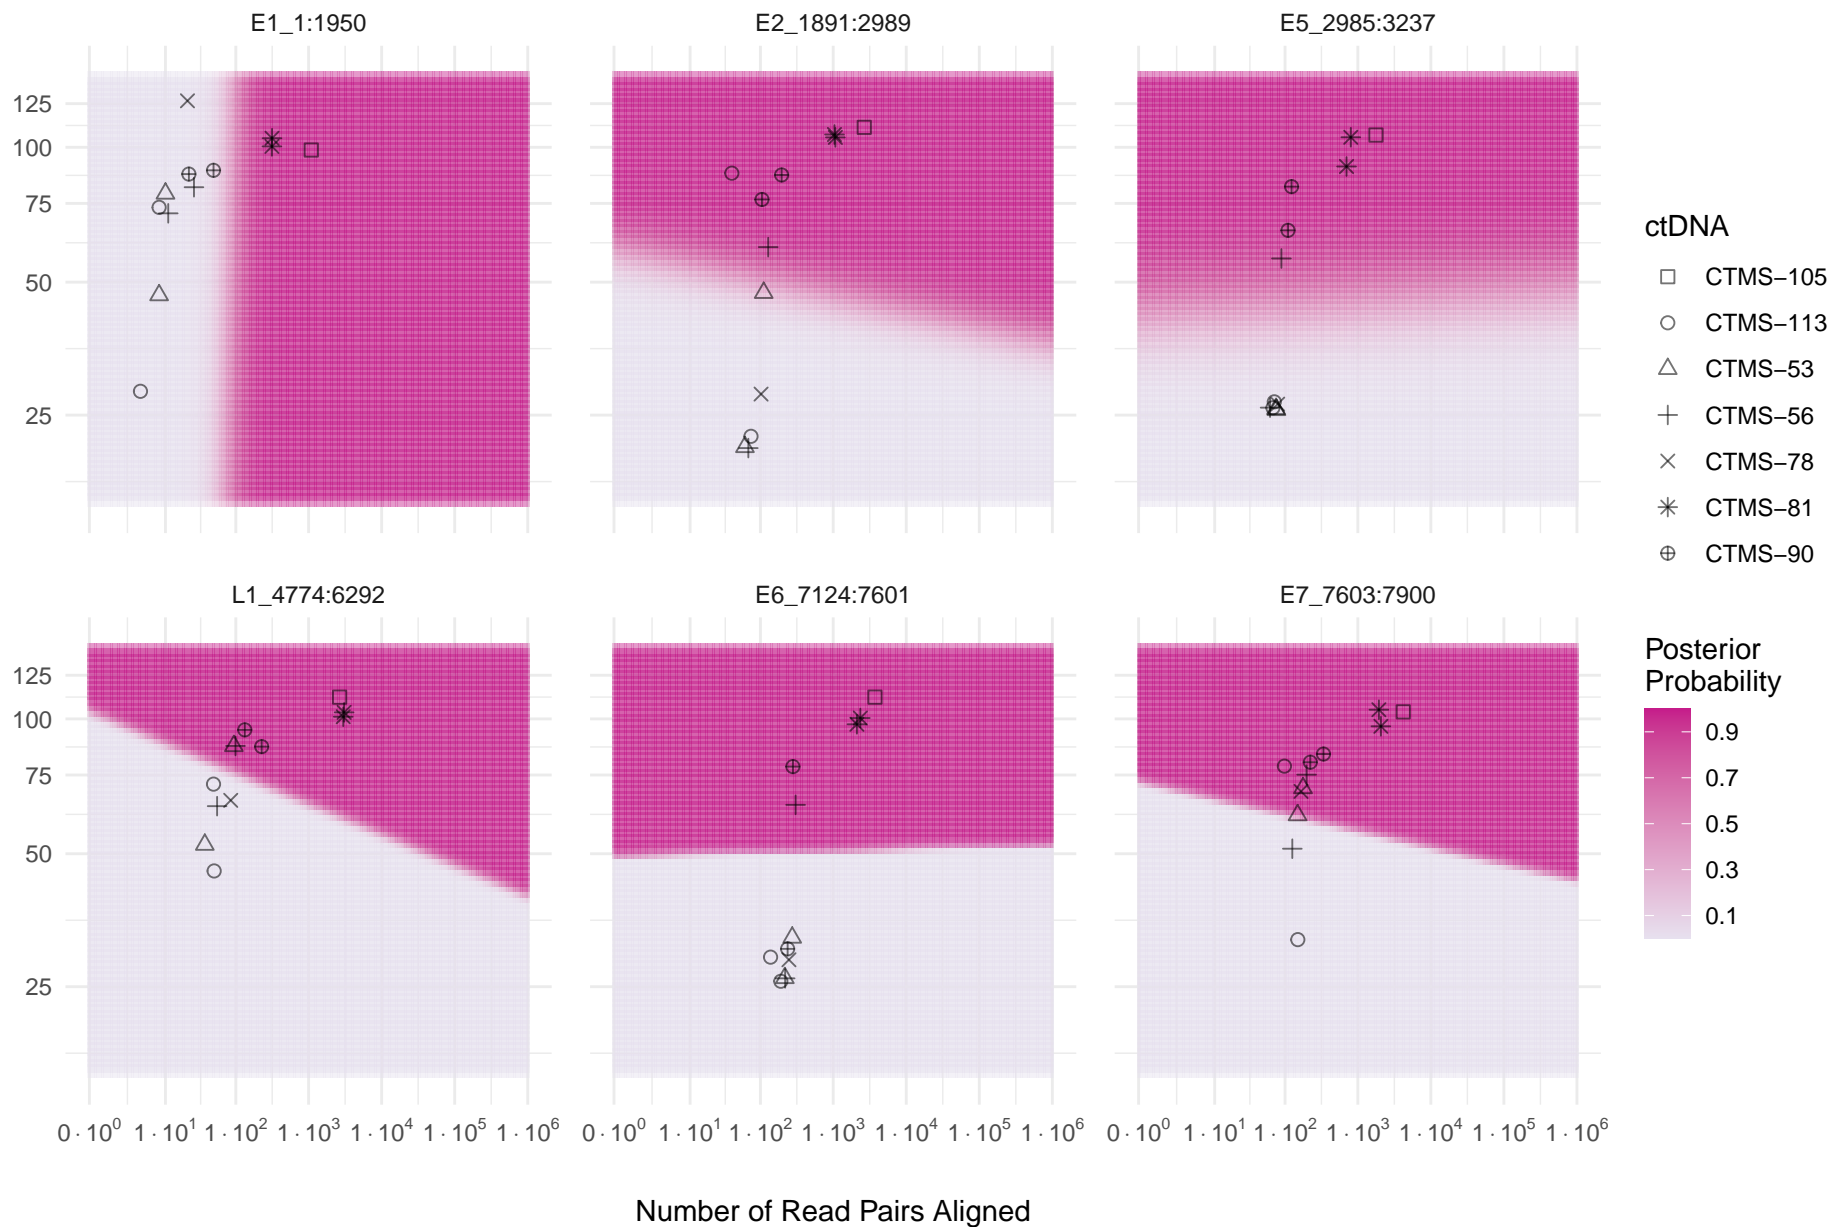 E1_1:1950 E2_1891:2989 E5_2985:3237
125
100
75
50
25
ctDNA
CTMS−105
CTMS−113
CTMS−53
CTMS−56
CTMS−78
CTMS−81
CTMS−90
L1_4774:6292 E6_7124:7601 E7_7603:7900
125
100
75
50
25
Posterior
Probability
0.9
0.7
0.5
0.3
0.1
0·10⁰ 1·10¹ 1·10² 1·10³ 1·10⁴ 1·10⁵ 1·10⁶ 0·10⁰ 1·10¹ 1·10² 1·10³ 1·10⁴ 1·10⁵ 1·10⁶ 0·10⁰ 1·10¹ 1·10² 1·10³ 1·10⁴ 1·10⁵ 1·10⁶
Number of Read Pairs Aligned